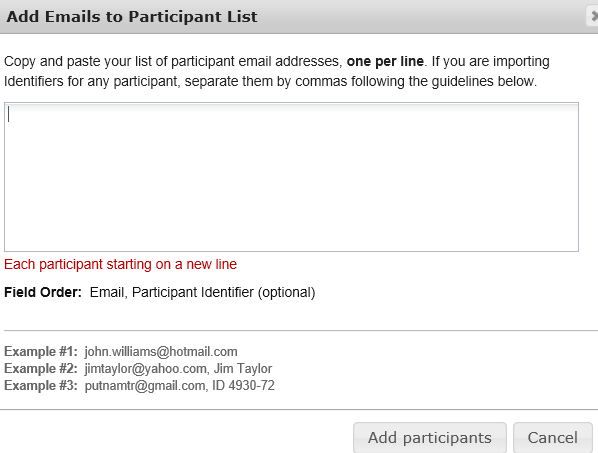 Add Emails to Participant List
Copy and paste your list of participant email addresses, one per line. If you are importing
Identifiers for any participant, separate them by commas following the guidelines below.
Each participant starting on a new line
Field Order: Email, Participant Identifier (optional)
Example #1: john.williams@hotmail.com
Example #2: jimtaylor@yahoo.com, Jim Taylor
Example #3: putnamtr@gmail.com, ID 4930-72
Add participants Cancel